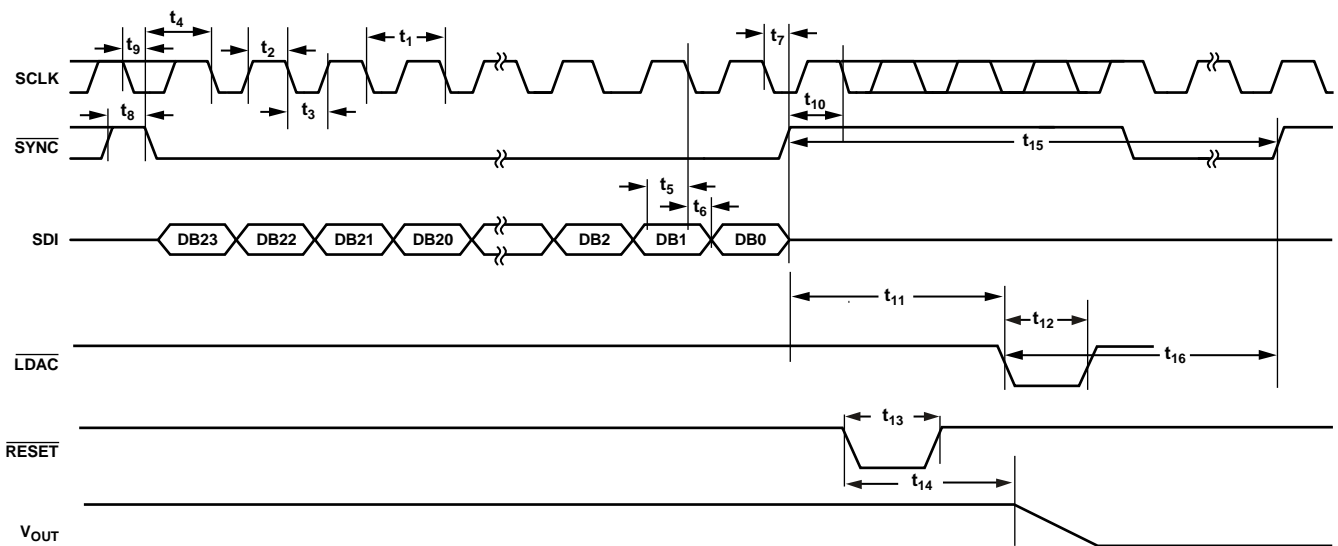 t4
t9
t2
t1
t7
SCLK
t8
t3
t10
SYNC
t15
t5
t6
SDI
DB23
DB22
DB21
DB20
DB2
DB1
DB0
t11
t12
LDAC
t16
t13
RESET
t14
VOUT